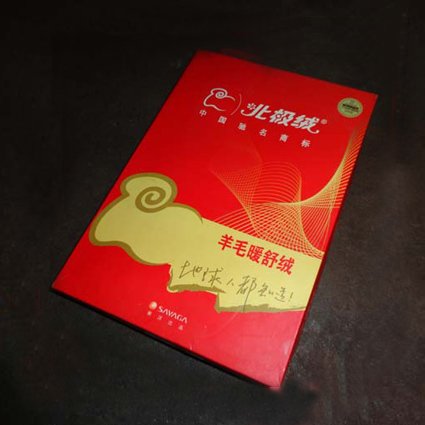 北极绒®
中国驰名商标
羊毛暖舒绒
地球人都知道!
SAVAGA